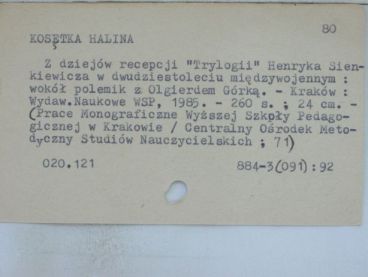 80
KOSĘTKA HALINA
Z dziejów recepcji "Trylogii" Henryka Sien-
kiewicza w dwudziestoleciu międzywojennym :
wokół polemik z Olgierdem Górką. - Kraków :
Wydaw.Naukowe WSP, 1985. - 260 s. ; 24 cm. -
(Prace Monograficzne Wyższej Szkoły Pedago-
gicznej w Krakowie / Centralny Ośrodek Meto-
dyczny Studiów Nauczycielskich ; 71)
020.121 884-3(091):92